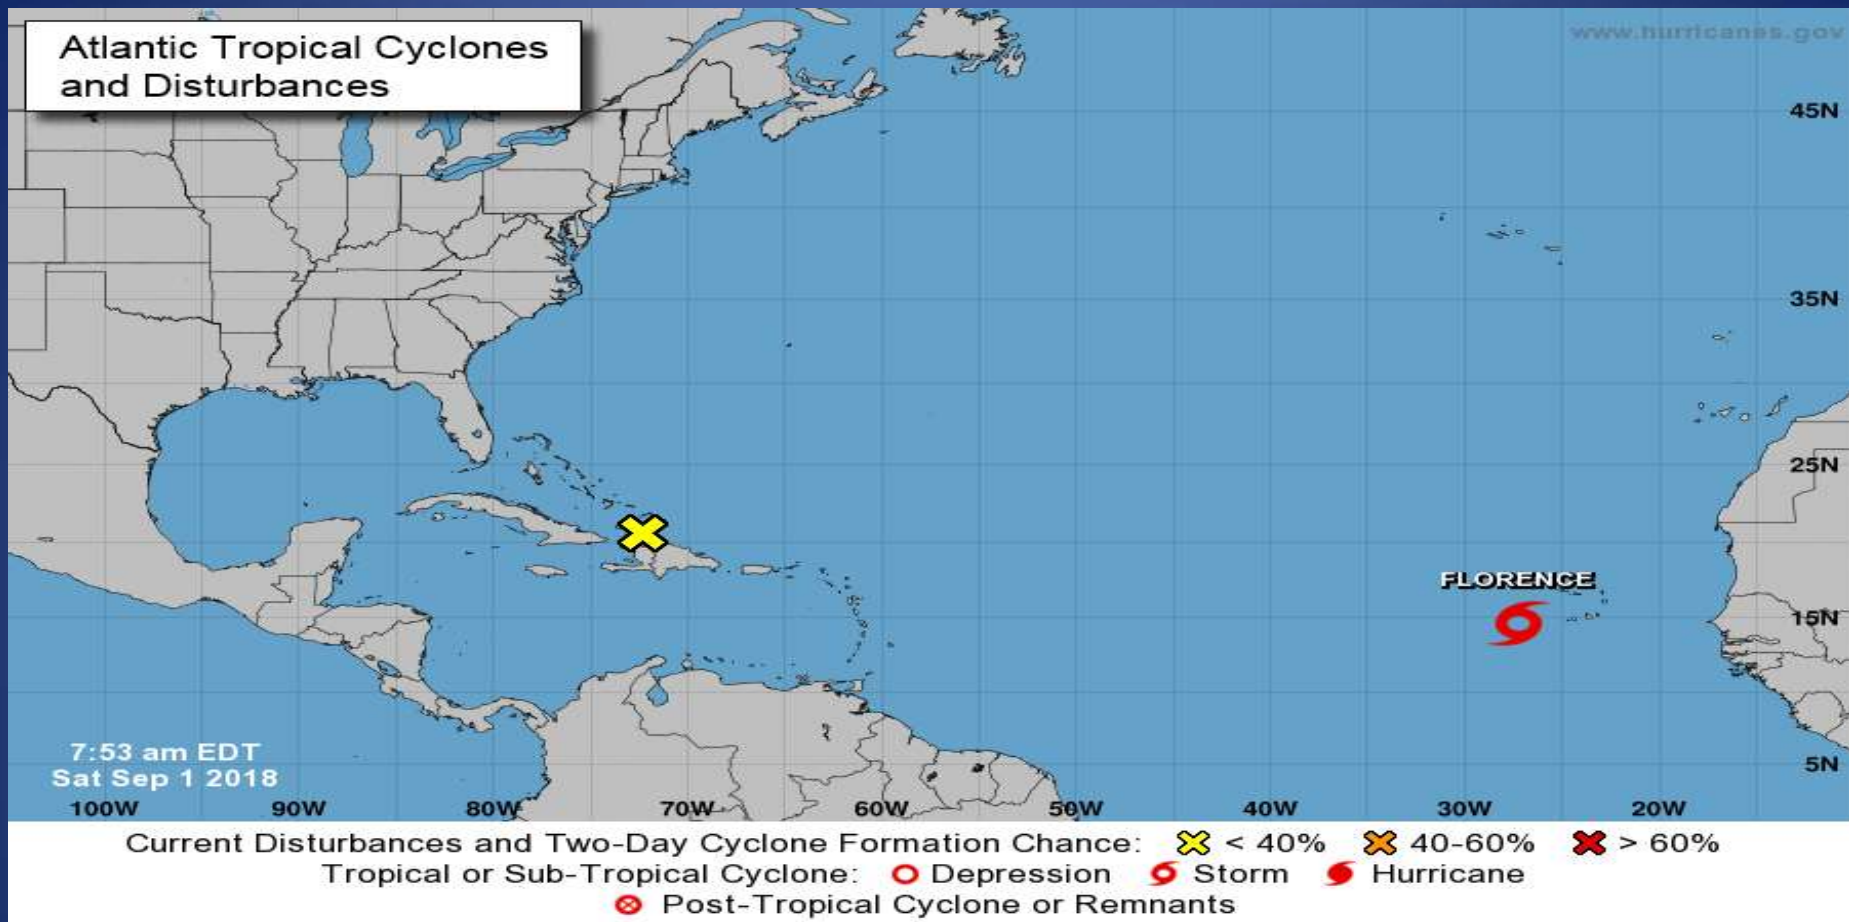 Atlantic Tropical Cyclones
and Disturbances
www.hurricanes.gov
45N
35N
25N
FLORENCE
15N
7:53 am EDT
Sat Sep 1 2018
5N
100W 90W 80W 70W 60W 50W 40W 30W 20W
Current Disturbances and Two-Day Cyclone Formation Chance: < 40% 40-60% > 60%
Tropical or Sub-Tropical Cyclone: Depression Storm Hurricane
Post-Tropical Cyclone or Remnants